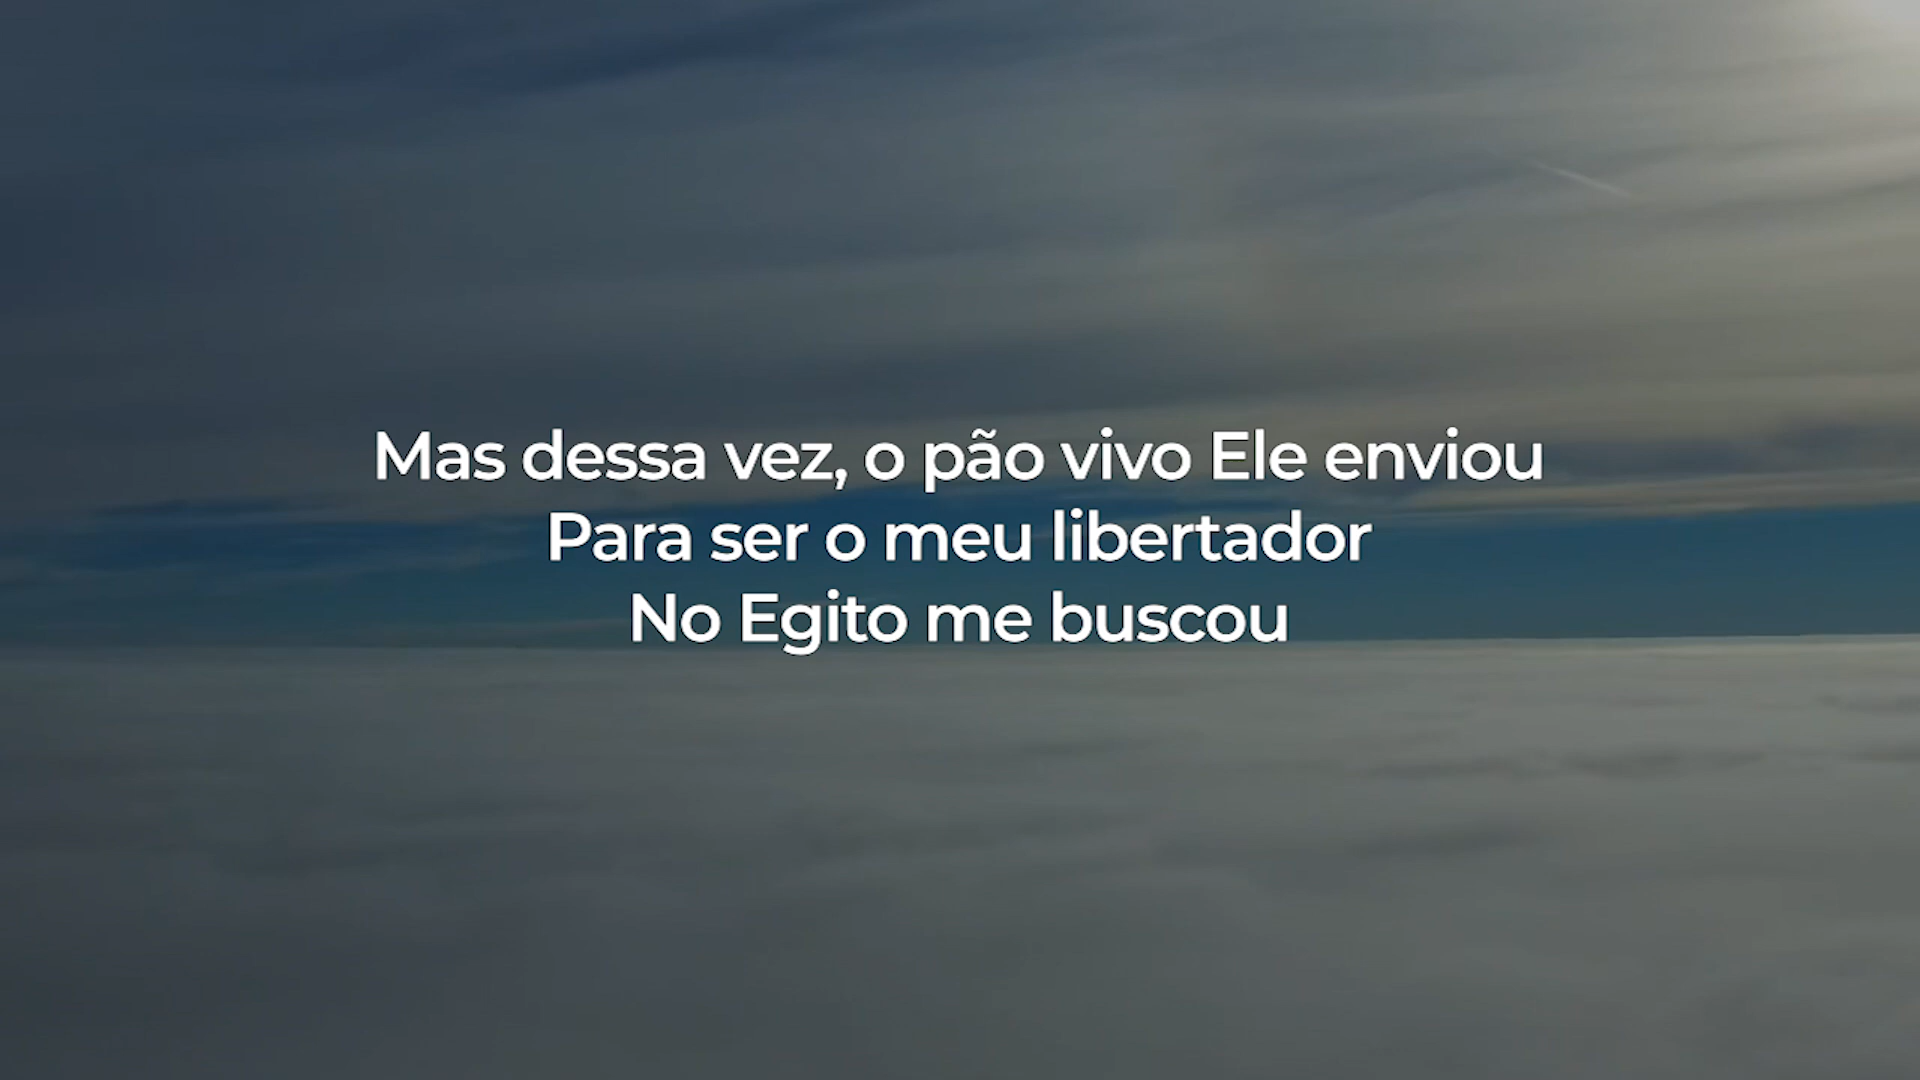 Mas dessa vez, o pão vivo Ele enviou
Para ser o meu libertador
No Egito me buscou